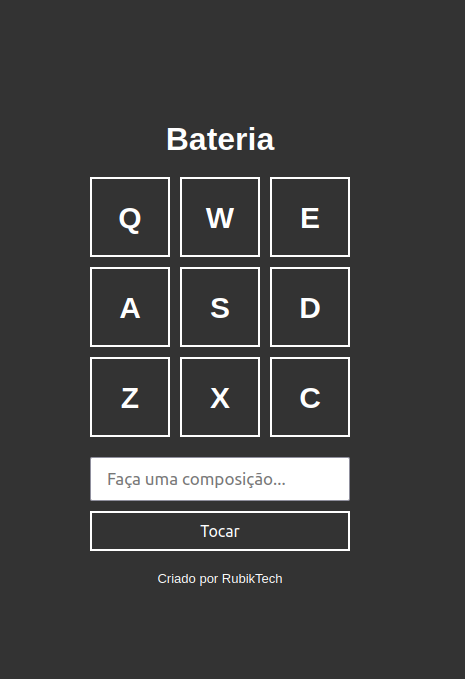 Bateria
Q W E
A S D
Z X C
Faça uma composição...
Tocar
Criado por RubikTech